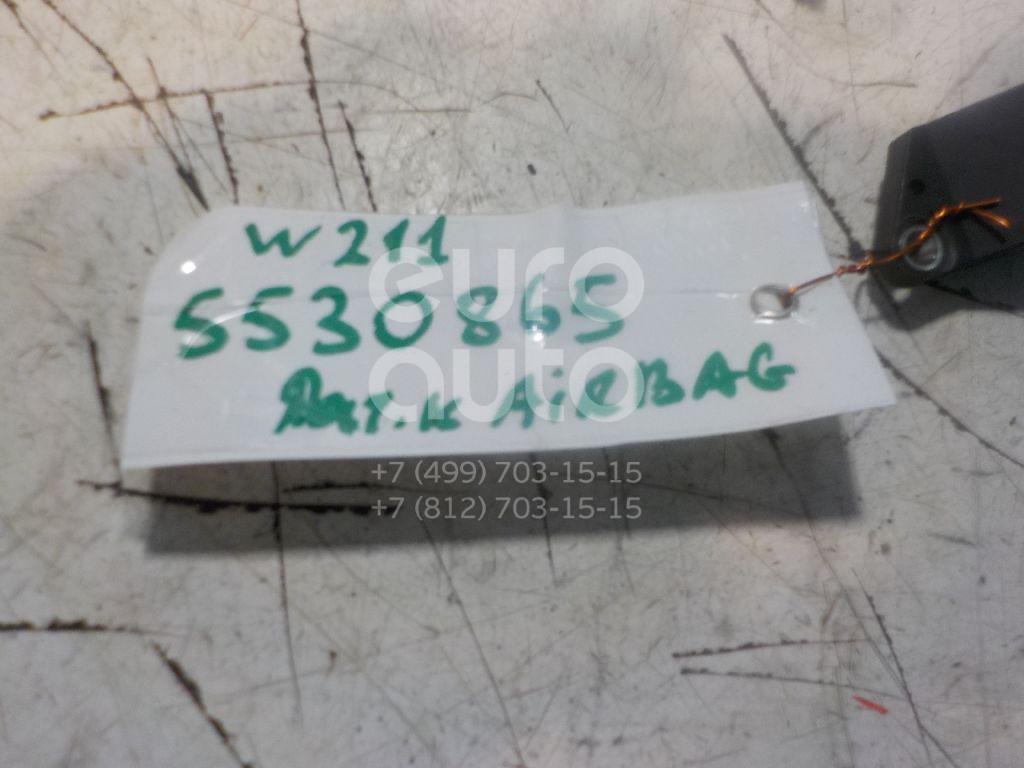 W211
5530865
Датчик AiRBAG
euro
auto
+7 (499) 703-15-15
+7 (812) 703-15-15